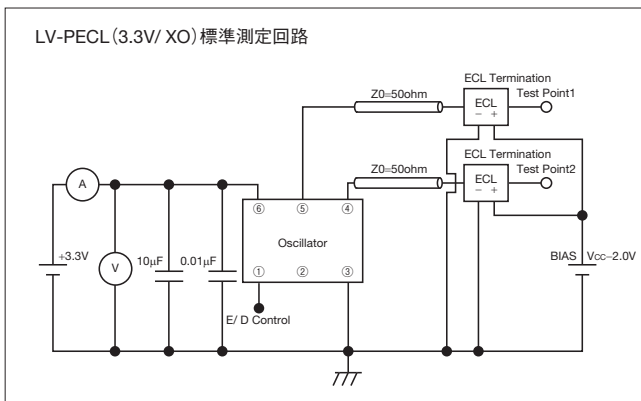 LV-PECL(3.3V/ XO)標準測定回路
ECL Termination
Test Point1
Z0=50ohm
ECL
− +
ECL Termination
Test Point2
Z0=50ohm
ECL
− +
A
⑥ ⑤ ④
Oscillator
① ② ③
+3.3V
V
10μF
0.01μF
BIAS
Vcc−2.0V
E/ D Control